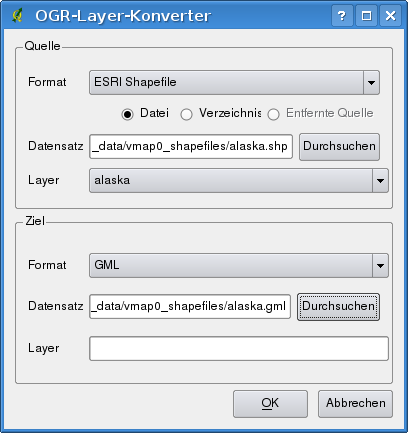 OGR-Layer-Konverter
Quelle
Format ESRI Shapefile
Datei Verzeichnis Entfernte Quelle
Datensatz _data/vmap0_shapefiles/alaska.shp Durchsuchen
Layer alaska
Ziel
Format GML
Datensatz _data/vmap0_shapefiles/alaska.gml Durchsuchen
Layer
OK Abbrechen